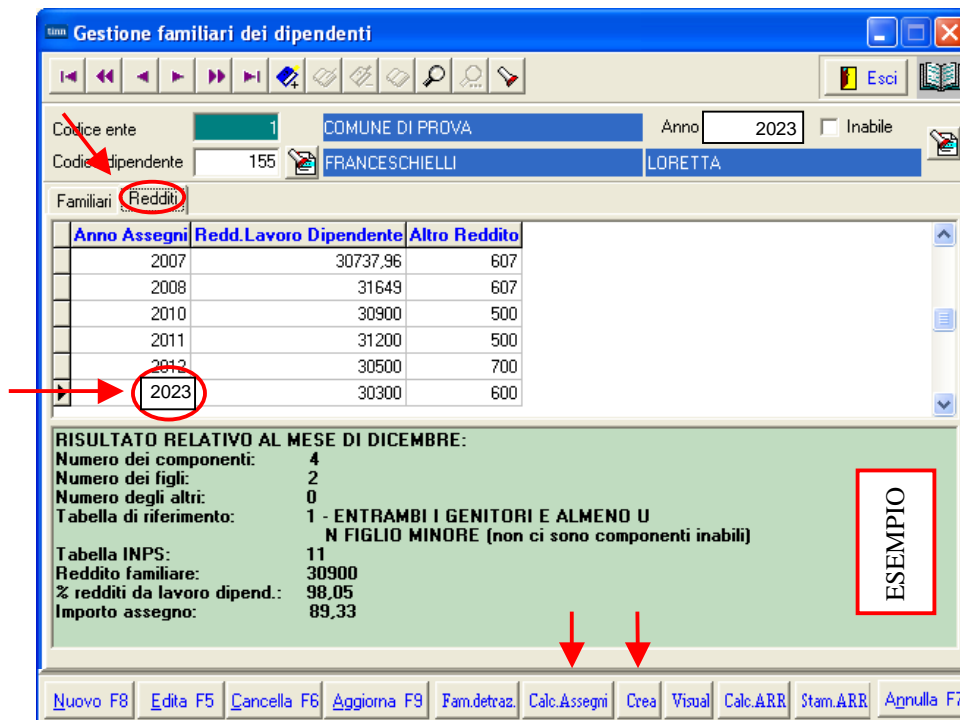 tinn Gestione familiari dei dipendenti
Esci
Codice ente 1 COMUNE DI PROVA Anno 2023 Inabile
Codice dipendente 155 FRANCESCHIELLI LORETTA
Familiari Redditi
Anno Assegni Redd.Lavoro Dipendente Altro Reddito
2007 30737,96 607
2008 31649 607
2010 30900 500
2011 31200 500
2012 30500 700
2023 30300 600
RISULTATO RELATIVO AL MESE DI DICEMBRE:
Numero dei componenti: 4
Numero dei figli: 2
Numero degli altri: 0
Tabella di riferimento: 1 - ENTRAMBI I GENITORI E ALMENO U
N FIGLIO MINORE (non ci sono componenti inabili)
Tabella INPS: 11
Reddito familiare: 30900
% redditi da lavoro dipend.: 98,05
Importo assegno: 89,33
ESEMPIO
Nuovo F8 Edita F5 Cancella F6 Aggiorna F9 Fam.detraz. Calc.Assegni Crea Visual Calc.ARR Stam.ARR Annulla F7